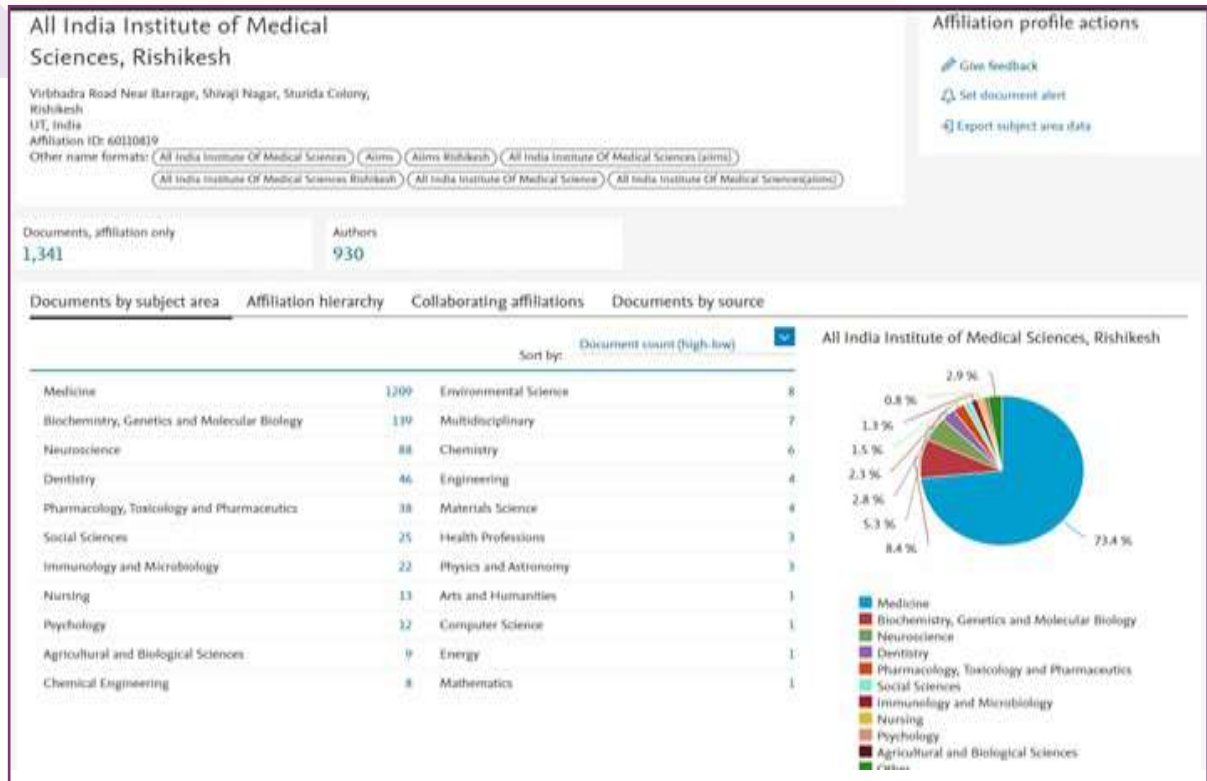 All India Institute of Medical
Sciences, Rishikesh
Virbhadra Road Near Barrage, Shivaji Nagar, Sturida Colony,
Rishikesh
UT, India
Affiliation ID: 60110819
Other name formats: All India Institute Of Medical Sciences Aiims Aiims Rishikesh All India Institute Of Medical Sciences (aiims)
All India Institute Of Medical Sciences Rishikesh All India Institute Of Medical Science All India Institute Of Medical Sciences(aiims)
Affiliation profile actions
Give feedback
Set document alert
Export subject area data
Documents, affiliation only
1,341
Authors
930
Documents by subject area Affiliation hierarchy Collaborating affiliations Documents by source
Sort by: Document count (high-low)
Medicine 1209 Environmental Science 8
Biochemistry, Genetics and Molecular Biology 139 Multidisciplinary 7
Neuroscience 88 Chemistry 6
Dentistry 46 Engineering 4
Pharmacology, Toxicology and Pharmaceutics 38 Materials Science 4
Social Sciences 25 Health Professions 3
Immunology and Microbiology 22 Physics and Astronomy 3
Nursing 13 Arts and Humanities 1
Psychology 12 Computer Science 1
Agricultural and Biological Sciences 9 Energy 1
Chemical Engineering 8 Mathematics 1
All India Institute of Medical Sciences, Rishikesh
2.9 %
0.8 %
1.3 %
1.5 %
2.3 %
2.8 %
5.3 %
8.4 %
73.4 %
Medicine
Biochemistry, Genetics and Molecular Biology
Neuroscience
Dentistry
Pharmacology, Toxicology and Pharmaceutics
Social Sciences
Immunology and Microbiology
Nursing
Psychology
Agricultural and Biological Sciences
Other